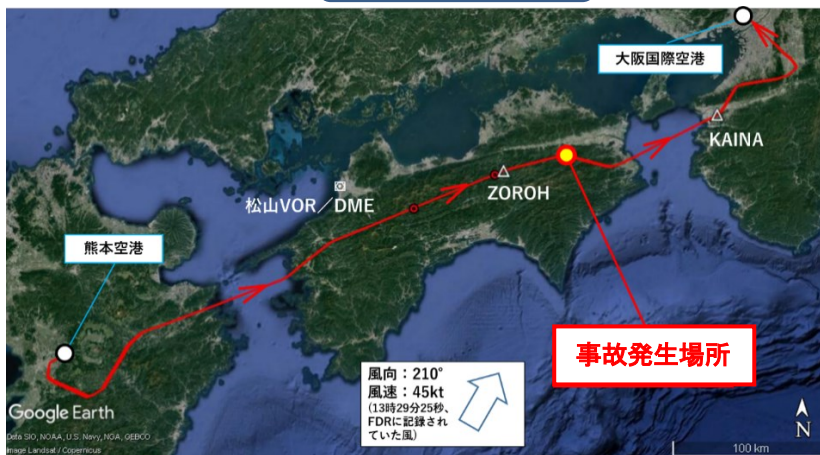 大阪国際空港
KAINA
ZOROH
松山VOR/DME
熊本空港
事故発生場所
風向:210°
風速:45kt
(13時29分25秒、
FDRに記録され
ていた風)
Google Earth
Data SIO, NOAA, U.S. Navy, NGA, GEBCO
Image Landsat / Copernicus
N
100 km